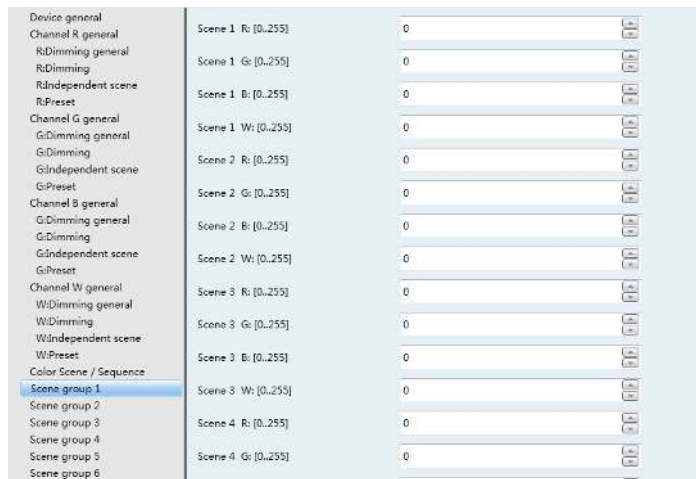 Device general
Channel R general
R:Dimming general
R:Dimming
R:Independent scene
R:Preset
Channel G general
G:Dimming general
G:Dimming
G:Independent scene
G:Preset
Channel B general
G:Dimming general
G:Dimming
G:Independent scene
G:Preset
Channel W general
W:Dimming general
W:Dimming
W:Independent scene
W:Preset
Color Scene / Sequence
Scene group 1
Scene group 2
Scene group 3
Scene group 4
Scene group 5
Scene group 6
Scene 1 R: [0..255] 0
Scene 1 G: [0..255] 0
Scene 1 B: [0..255] 0
Scene 1 W: [0..255] 0
Scene 2 R: [0..255] 0
Scene 2 G: [0..255] 0
Scene 2 B: [0..255] 0
Scene 2 W: [0..255] 0
Scene 3 R: [0..255] 0
Scene 3 G: [0..255] 0
Scene 3 B: [0..255] 0
Scene 3 W: [0..255] 0
Scene 4 R: [0..255] 0
Scene 4 G: [0..255] 0